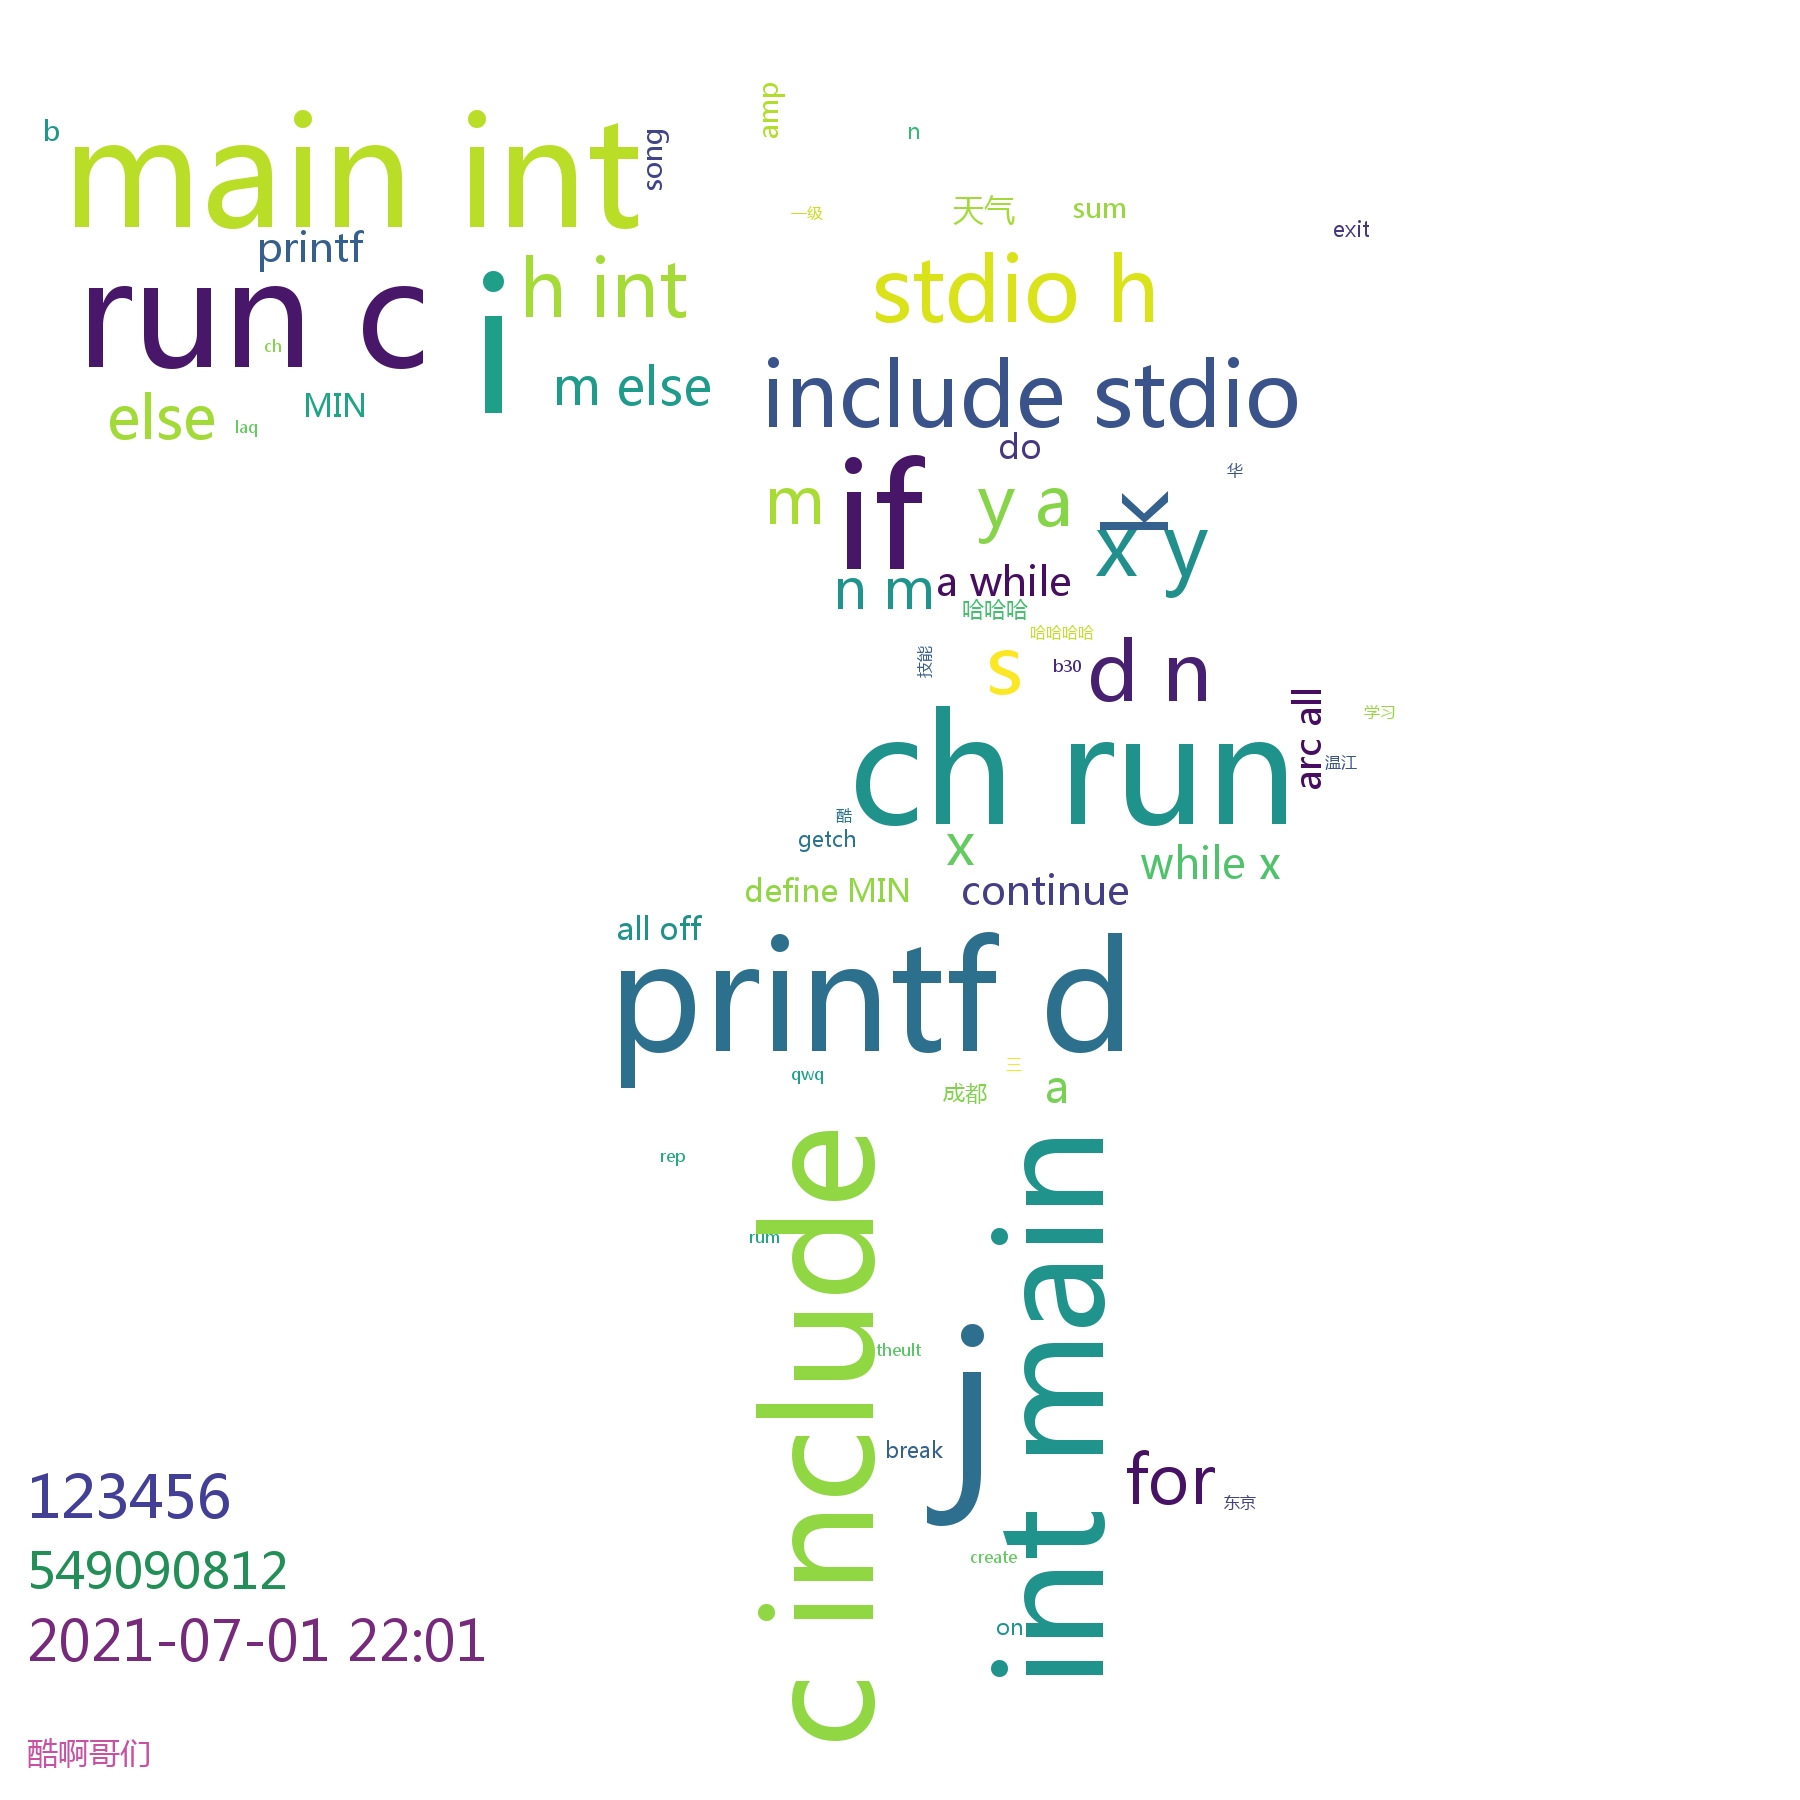 amp
b
main int
song
n
一级
天气
sum
exit
printf
run c
i
h int
stdio h
ch
else
laq
MIN
m else
include stdio
do
m
if
y a
k
华
x y
n m
a while
哈哈哈
哈哈哈哈
技能
s
b30
d n
arc all
学习
ch run
温江
酷
getch
x
while x
define MIN
continue
all off
printf d
qwq
三
成都
a
rep
c include
int main
rum
theult
j
break
for
东京
create
on
123456
549090812
2021-07-01 22:01
酷啊哥们